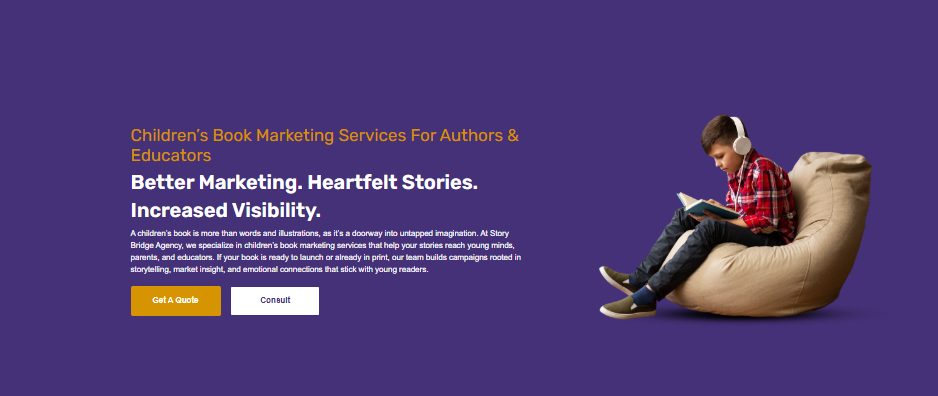 Children's Book Marketing Services For Authors &
Educators
Better Marketing. Heartfelt Stories.
Increased Visibility.
A children's book is more than words and illustrations, as it's a doorway into untapped imagination. At Story
Bridge Agency, we specialize in children's book marketing services that help your stories reach young minds,
parents, and educators. If your book is ready to launch or already in print, our team builds campaigns rooted in
storytelling, market insight, and emotional connections that stick with young readers.
Get A Quote
Consult